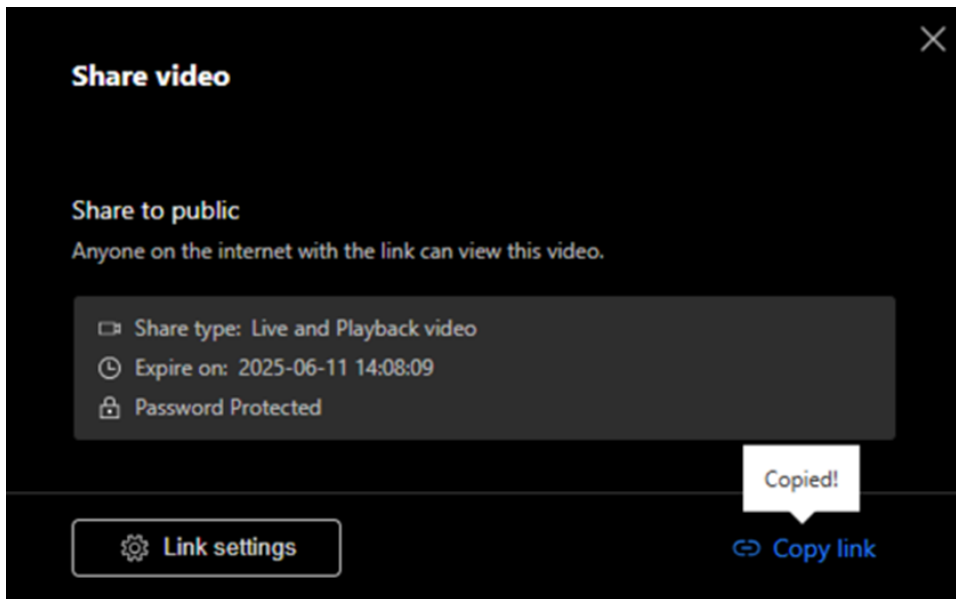 Share video
Share to public
Anyone on the internet with the link can view this video.
Share type: Live and Playback video
Expire on: 2025-06-11 14:08:09
Password Protected
Copied!
Link settings
Copy link